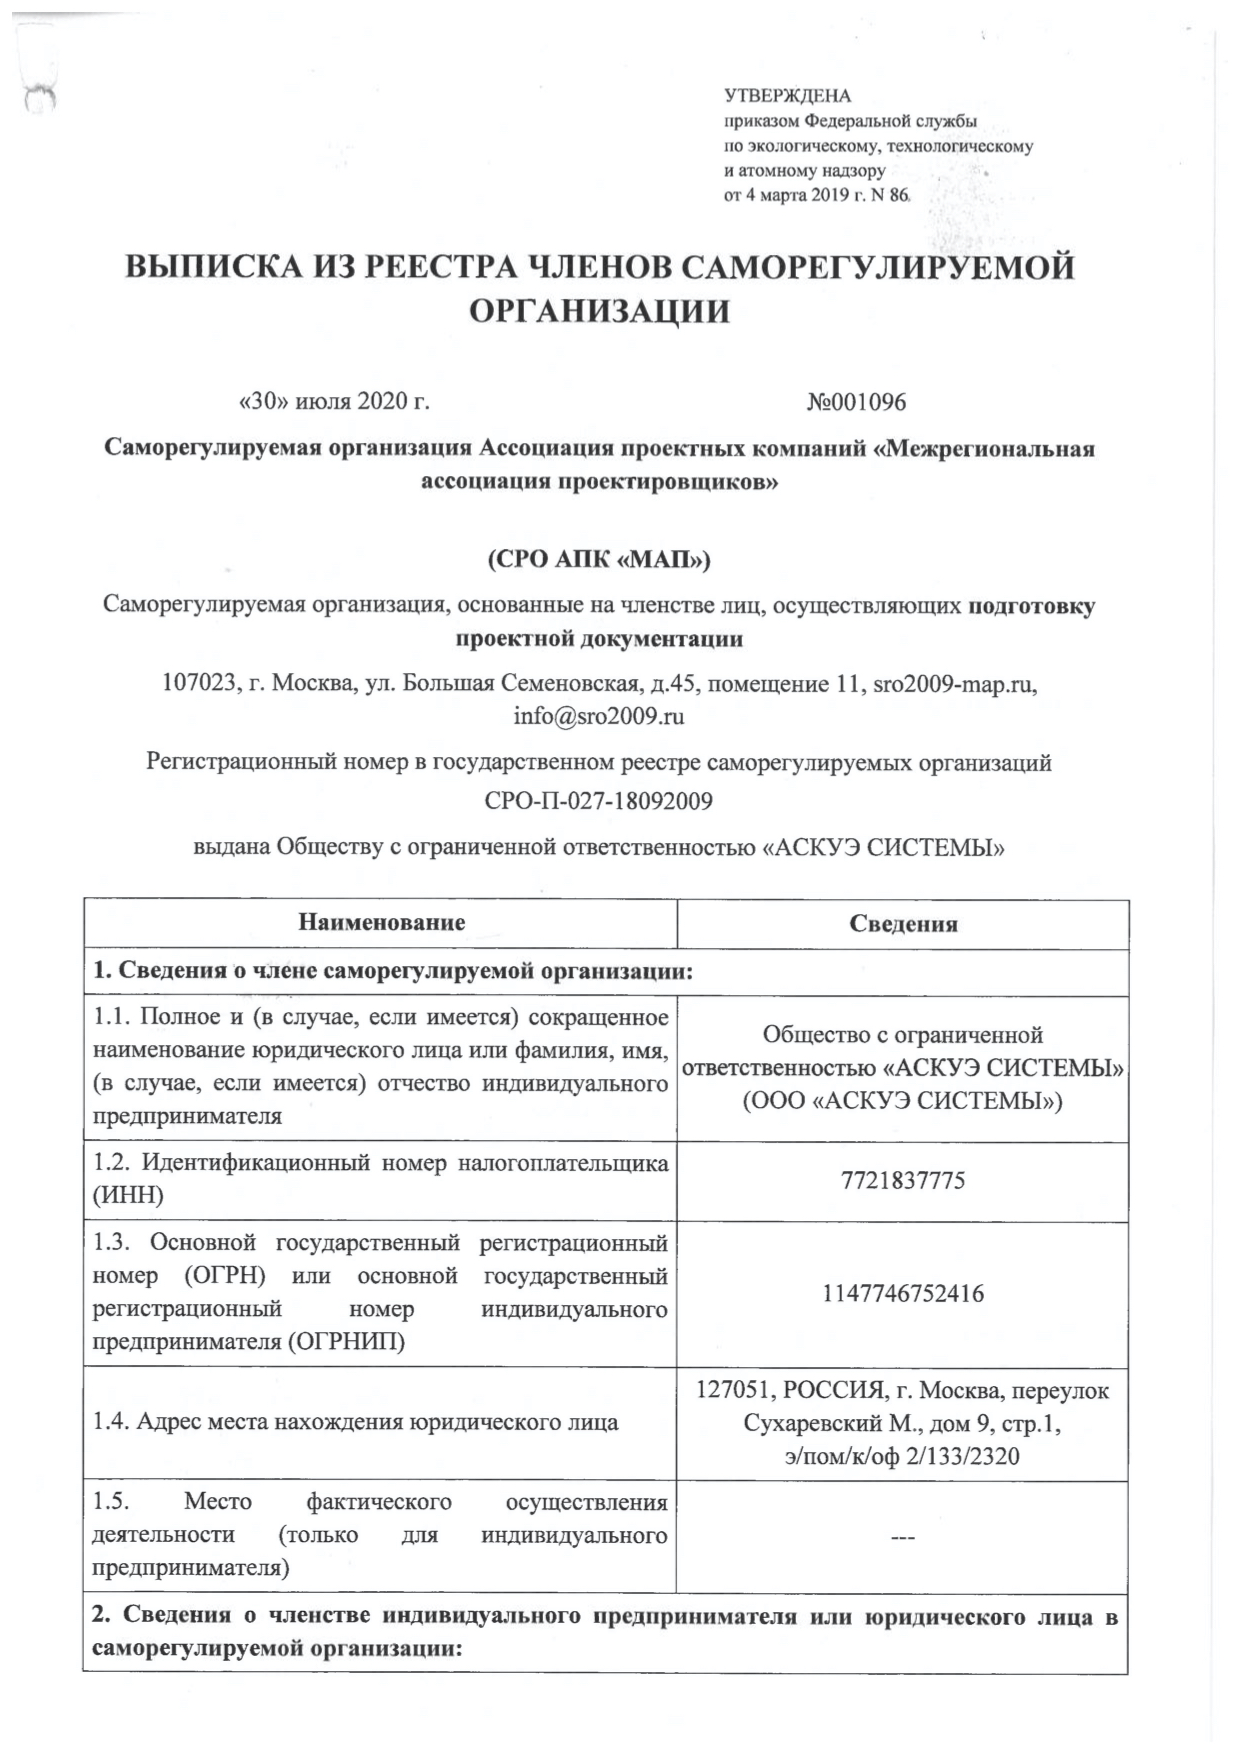 УТВЕРЖДЕНА
приказом Федеральной службы
по экологическому, технологическому
и атомному надзору
от 4 марта 2019 г. N 86
ВЫПИСКА ИЗ РЕЕСТРА ЧЛЕНОВ САМОРЕГУЛИРУЕМОЙ
ОРГАНИЗАЦИИ
«30» июля 2020 г. №001096
Саморегулируемая организация Ассоциация проектных компаний «Межрегиональная
ассоциация проектировщиков»
(СРО АПК «МАП»)
Саморегулируемая организация, основанные на членстве лиц, осуществляющих подготовку
проектной документации
107023, г. Москва, ул. Большая Семеновская, д.45, помещение 11, sro2009-map.ru,
info@sro2009.ru
Регистрационный номер в государственном реестре саморегулируемых организаций
СРО-П-027-18092009
выдана Обществу с ограниченной ответственностью «АСКУЭ СИСТЕМЫ»
Наименование
Сведения
1. Сведения о члене саморегулируемой организации:
1.1. Полное и (в случае, если имеется) сокращенное
наименование юридического лица или фамилия, имя,
(в случае, если имеется) отчество индивидуального
предпринимателя
Общество с ограниченной
ответственностью «АСКУЭ СИСТЕМЫ»
(ООО «АСКУЭ СИСТЕМЫ»)
1.2. Идентификационный номер налогоплательщика
(ИНН)
7721837775
1.3. Основной государственный регистрационный
номер (ОГРН) или основной государственный
регистрационный номер индивидуального
предпринимателя (ОГРНИП)
1147746752416
1.4. Адрес места нахождения юридического лица
127051, РОССИЯ, г. Москва, переулок
Сухаревский М., дом 9, стр.1,
э/пом/к/оф 2/133/2320
1.5. Место фактического осуществления
деятельности (только для индивидуального
предпринимателя)
---
2. Сведения о членстве индивидуального предпринимателя или юридического лица в
саморегулируемой организации: